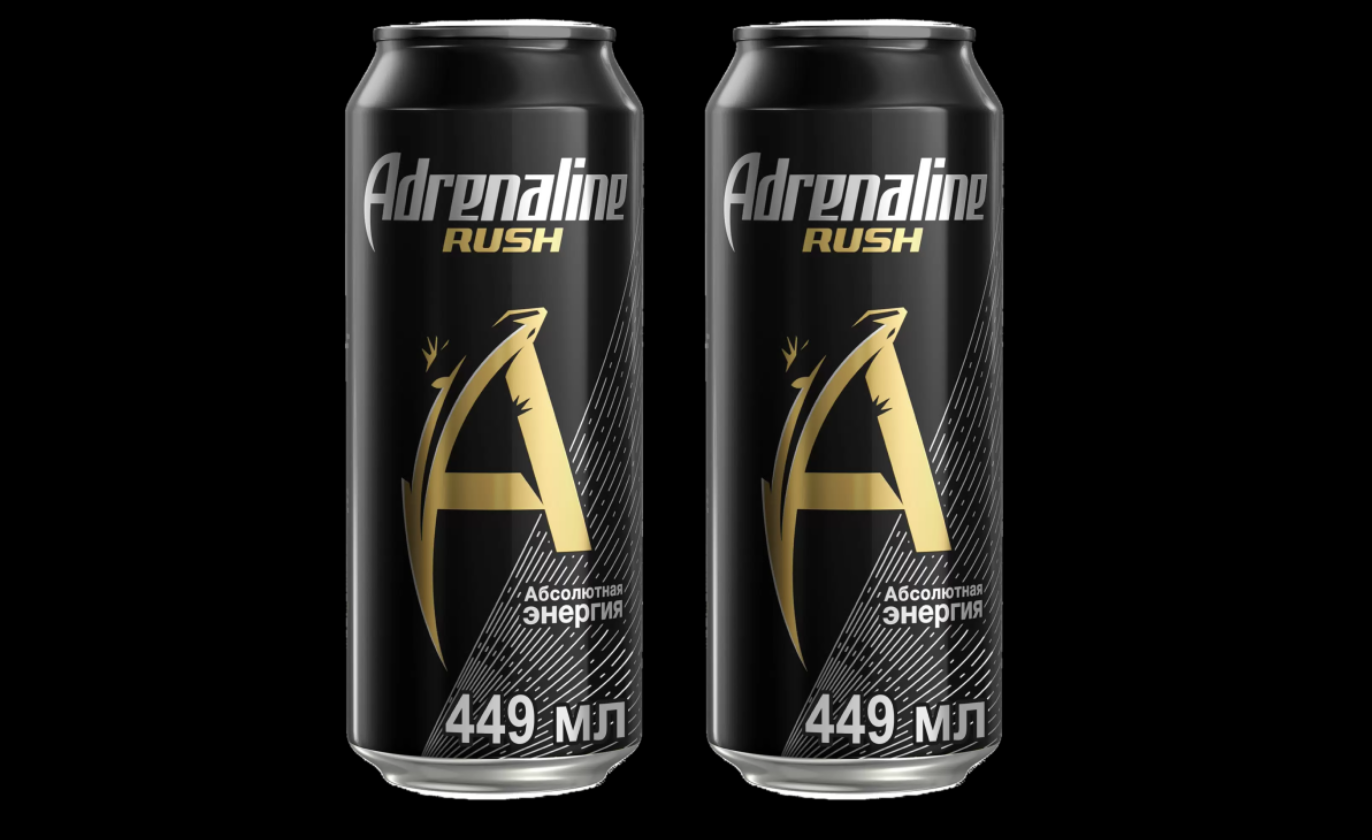 Adrenaline
RUSH
Абсолютная
энергия
449 мл
Adrenaline
RUSH
Абсолютная
энергия
449 мл